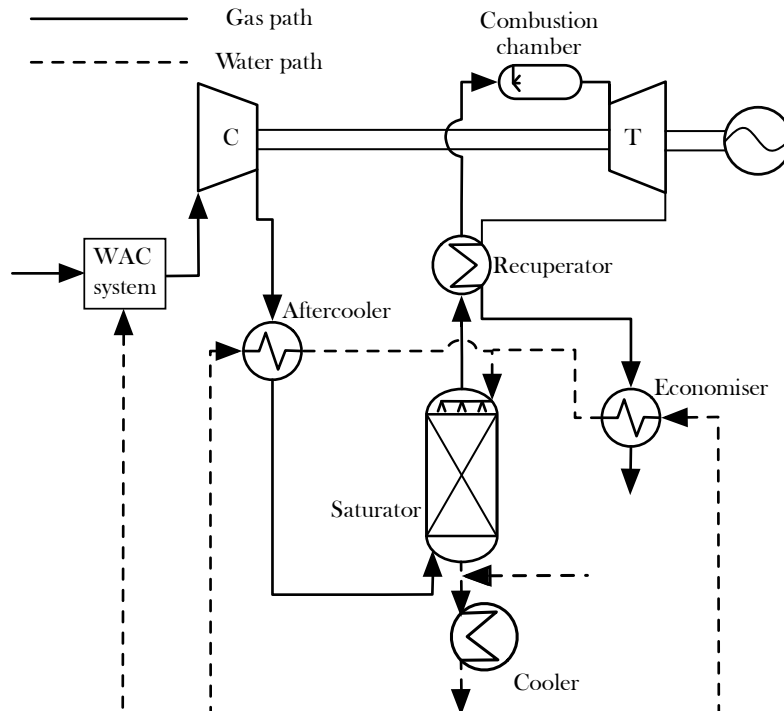 Gas path
Water path
Combustion
chamber
C
T
WAC
system
Recuperator
Aftercooler
Economiser
Saturator
Cooler